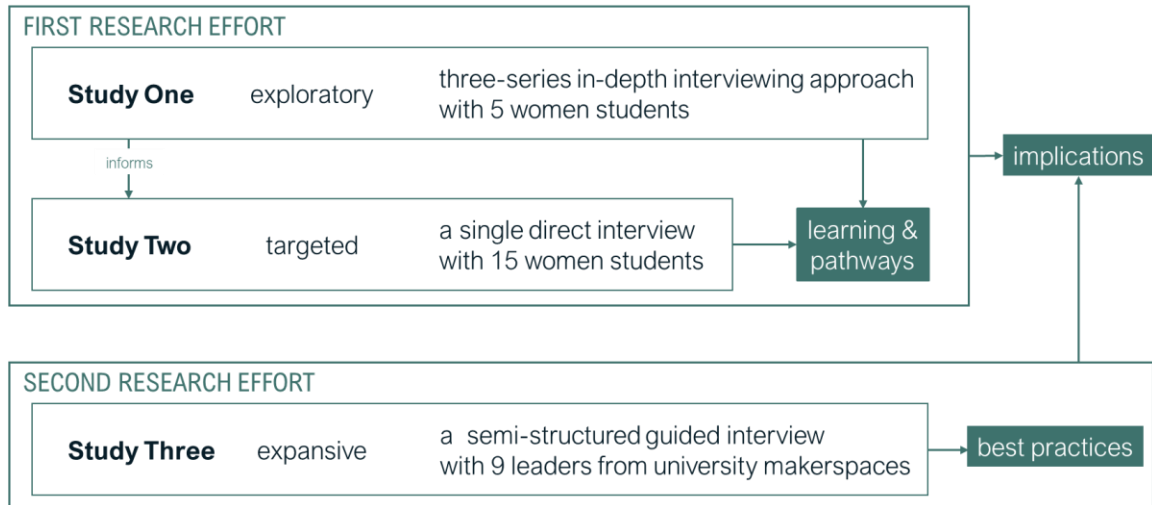 FIRST RESEARCH EFFORT
Study One exploratory three-series in-depth interviewing approach
with 5 women students
informs
implications
Study Two targeted a single direct interview
with 15 women students
learning &
pathways
SECOND RESEARCH EFFORT
Study Three expansive a semi-structured guided interview
with 9 leaders from university makerspaces
best practices